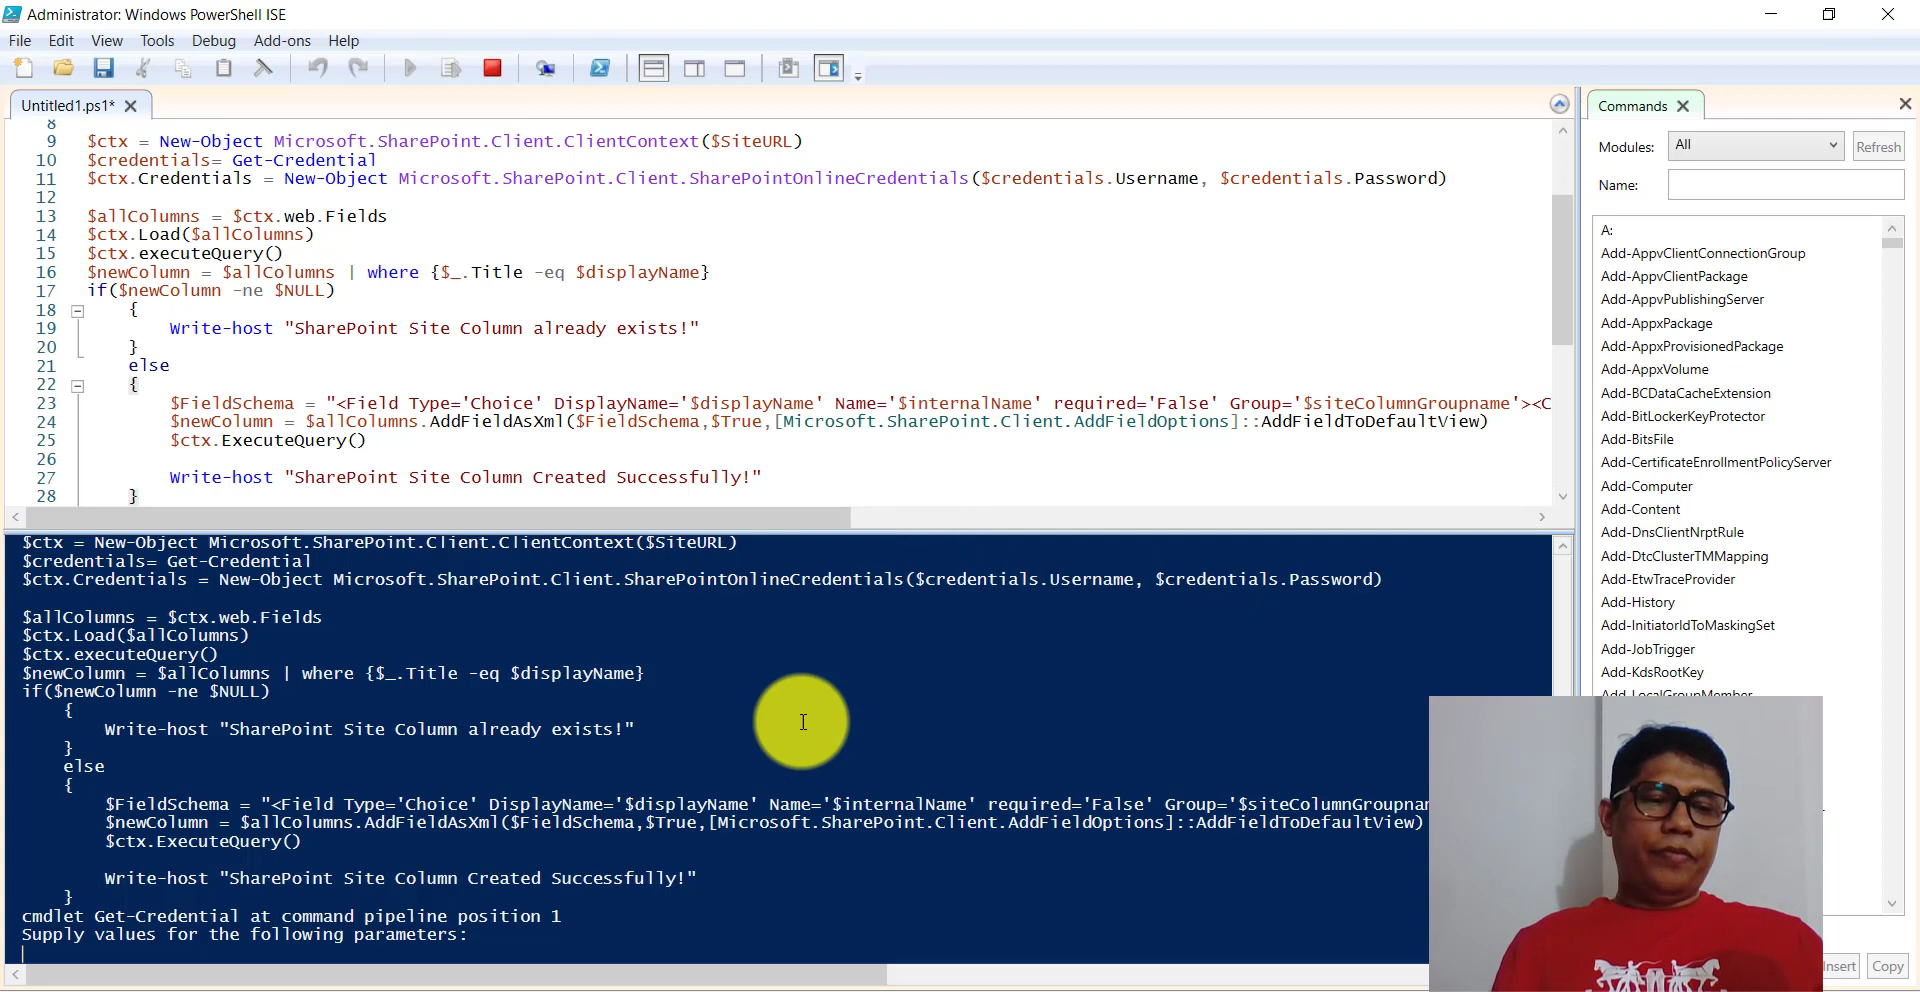 Administrator: Windows PowerShell ISE
File Edit View Tools Debug Add-ons Help
Untitled1.ps1*
8
9 $ctx = New-Object Microsoft.SharePoint.Client.ClientContext($SiteURL)
10 $credentials= Get-Credential
11 $ctx.Credentials = New-Object Microsoft.SharePoint.Client.SharePointOnlineCredentials($credentials.Username, $credentials.Password)
12
13 $allColumns = $ctx.web.Fields
14 $ctx.Load($allColumns)
15 $ctx.executeQuery()
16 $newColumn = $allColumns | where {$_.Title -eq $displayName}
17 if($newColumn -ne $NULL)
18 {
19 Write-host "SharePoint Site Column already exists!"
20 }
21 else
22 {
23 $FieldSchema = "<Field Type='Choice' DisplayName='$displayName' Name='$internalName' required='False' Group='$siteColumnGroupname'><C
24 $newColumn = $allColumns.AddFieldAsXml($FieldSchema,$True,[Microsoft.SharePoint.Client.AddFieldOptions]::AddFieldToDefaultView)
25 $ctx.ExecuteQuery()
26
27 Write-host "SharePoint Site Column Created Successfully!"
28 }
$ctx = New-Object Microsoft.SharePoint.Client.ClientContext($SiteURL)
$credentials= Get-Credential
$ctx.Credentials = New-Object Microsoft.SharePoint.Client.SharePointOnlineCredentials($credentials.Username, $credentials.Password)
$allColumns = $ctx.web.Fields
$ctx.Load($allColumns)
$ctx.executeQuery()
$newColumn = $allColumns | where {$_.Title -eq $displayName}
if($newColumn -ne $NULL)
{
Write-host "SharePoint Site Column already exists!"
}
else
{
$FieldSchema = "<Field Type='Choice' DisplayName='$displayName' Name='$internalName' required='False' Group='$siteColumnGroupnam
$newColumn = $allColumns.AddFieldAsXml($FieldSchema,$True,[Microsoft.SharePoint.Client.AddFieldOptions]::AddFieldToDefaultView)
$ctx.ExecuteQuery()
Write-host "SharePoint Site Column Created Successfully!"
}
cmdlet Get-Credential at command pipeline position 1
Supply values for the following parameters:
Commands
Modules: All Refresh
Name:
A:
Add-AppvClientConnectionGroup
Add-AppvClientPackage
Add-AppvPublishingServer
Add-AppxPackage
Add-AppxProvisionedPackage
Add-AppxVolume
Add-BCDataCacheExtension
Add-BitLockerKeyProtector
Add-BitsFile
Add-CertificateEnrollmentPolicyServer
Add-Computer
Add-Content
Add-DnsClientNrptRule
Add-DtcClusterTMMapping
Add-EtwTraceProvider
Add-History
Add-InitiatorIdToMaskingSet
Add-JobTrigger
Add-KdsRootKey
Add-LocalGroupMember
Insert Copy